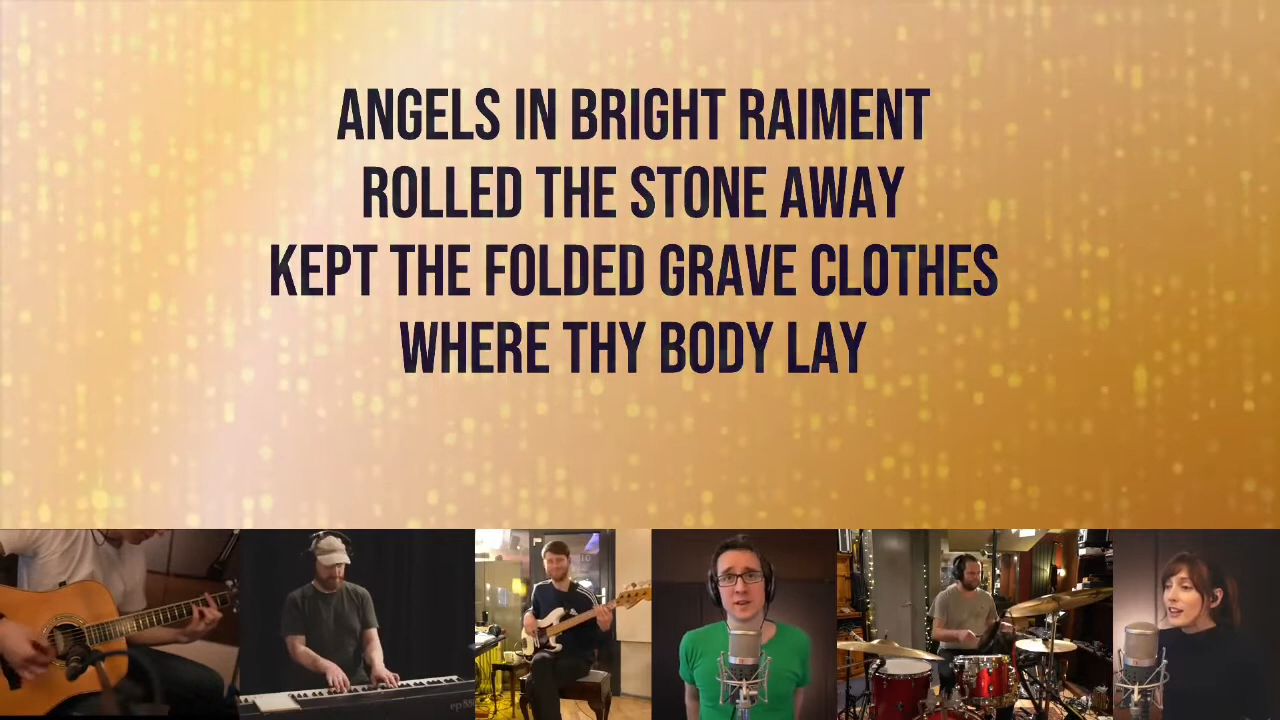 ANGELS IN BRIGHT RAIMENT
ROLLED THE STONE AWAY
KEPT THE FOLDED GRAVE CLOTHES
WHERE THY BODY LAY